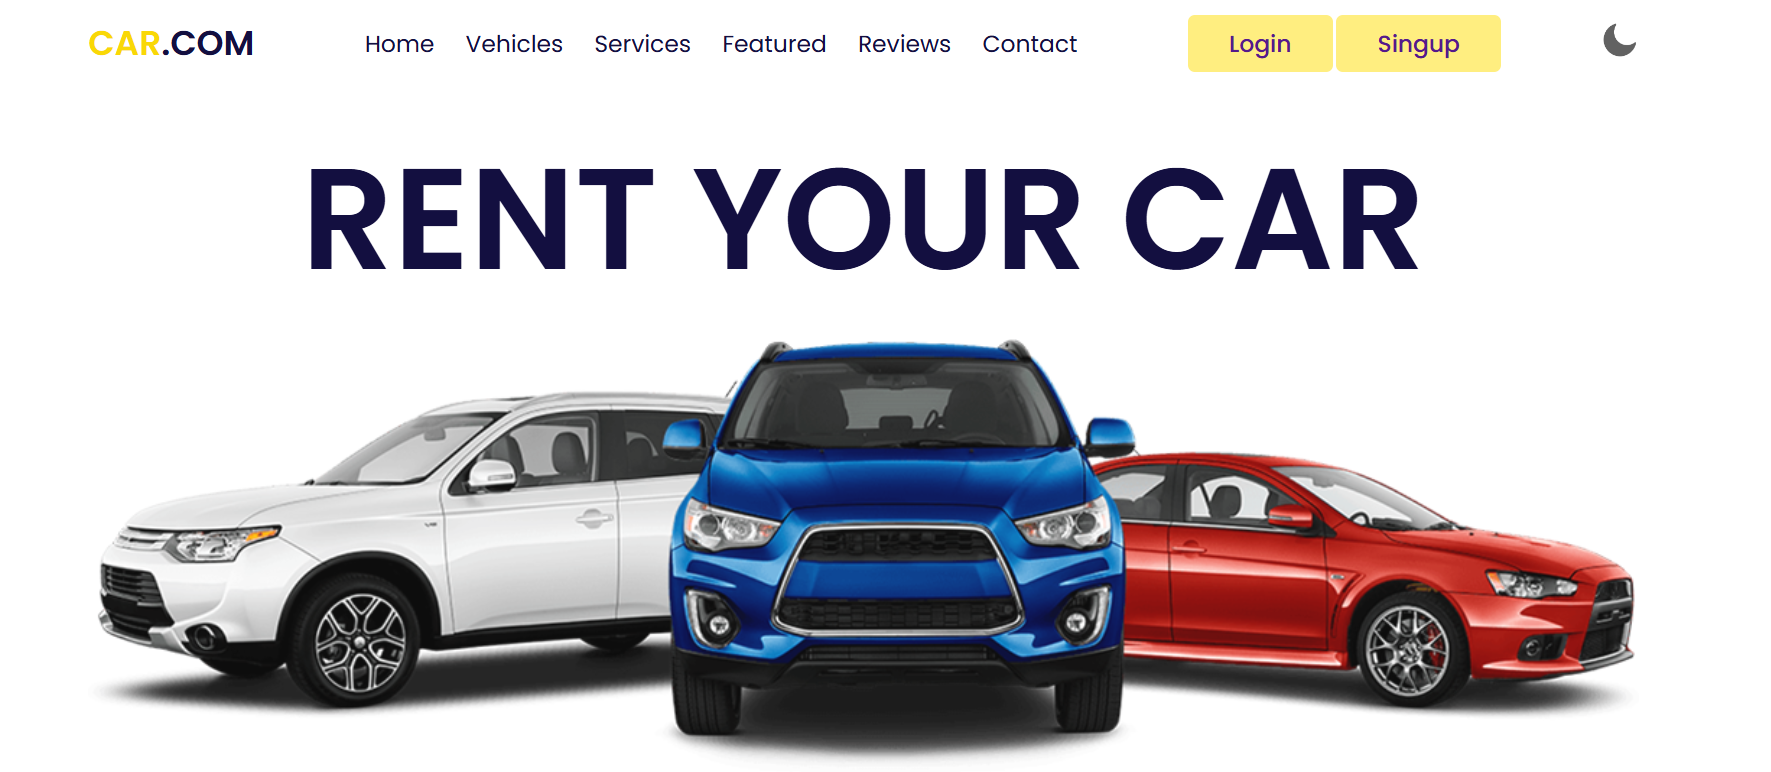 CAR.COM Home Vehicles Services Featured Reviews Contact Login Singup
RENT YOUR CAR